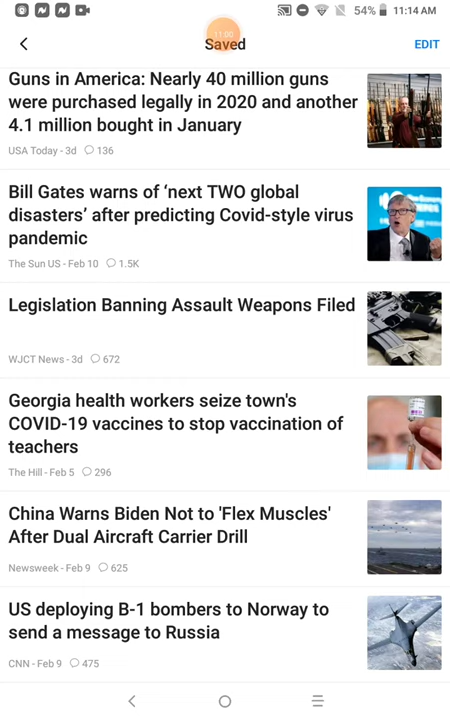 54% 11:14 AM
11:00
Saved
EDIT
Guns in America: Nearly 40 million guns
were purchased legally in 2020 and another
4.1 million bought in January
USA Today - 3d 136
Bill Gates warns of ‘next TWO global
disasters’ after predicting Covid-style virus
pandemic
The Sun US - Feb 10 1.5K
Legislation Banning Assault Weapons Filed
WJCT News - 3d 672
Georgia health workers seize town's
COVID-19 vaccines to stop vaccination of
teachers
The Hill - Feb 5 296
China Warns Biden Not to 'Flex Muscles'
After Dual Aircraft Carrier Drill
Newsweek - Feb 9 625
US deploying B-1 bombers to Norway to
send a message to Russia
CNN - Feb 9 475